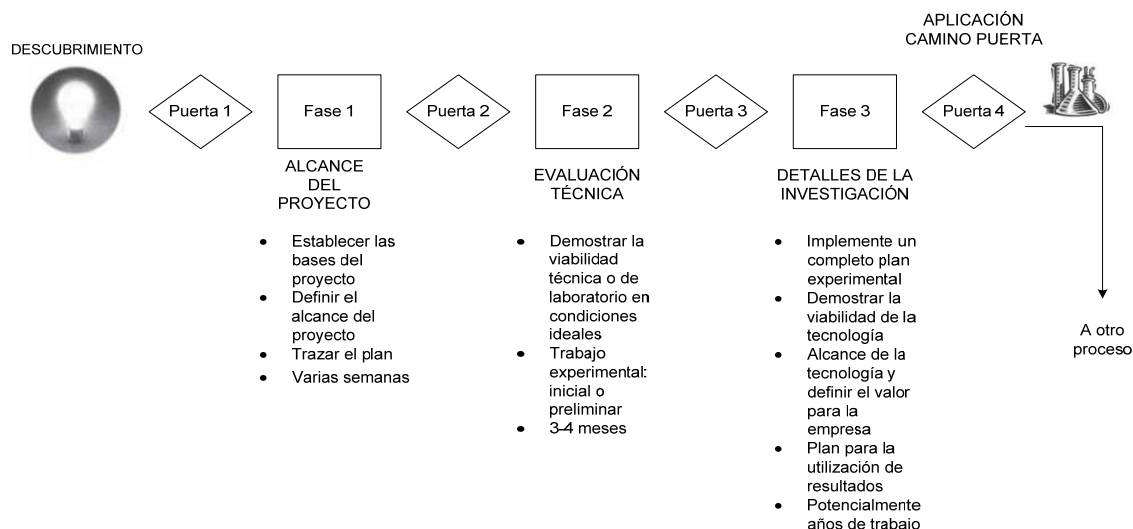 DESCUBRIMIENTO
APLICACIÓN
CAMINO PUERTA
Puerta 1
Fase 1
Puerta 2
Fase 2
Puerta 3
Fase 3
Puerta 4
ALCANCE
DEL
PROYECTO
• Establecer las
bases del
proyecto
• Definir el
alcance del
proyecto
• Trazar el plan
• Varias semanas
EVALUACIÓN
TÉCNICA
• Demostrar la
viabilidad
técnica o de
laboratorio en
condiciones
ideales
• Trabajo
experimental:
inicial o
preliminar
• 3-4 meses
DETALLES DE LA
INVESTIGACIÓN
• Implemente un
completo plan
experimental
• Demostrar la
viabilidad de la
tecnología
• Alcance de la
tecnología y
definir el valor
para la
empresa
• Plan para la
utilización de
resultados
• Potencialmente
años de trabajo
A otro
proceso